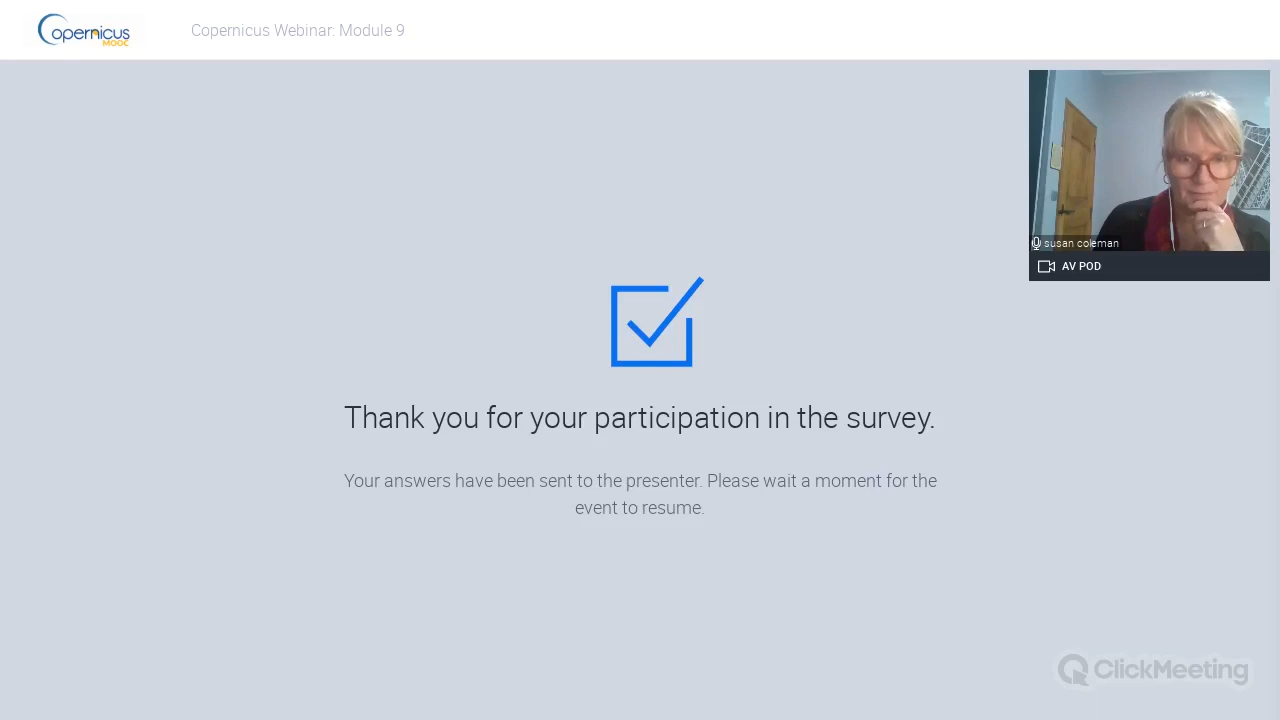 Copernicus
MOOC
Copernicus Webinar: Module 9
susan coleman
AV POD
Thank you for your participation in the survey.
Your answers have been sent to the presenter. Please wait a moment for the
event to resume.
ClickMeeting